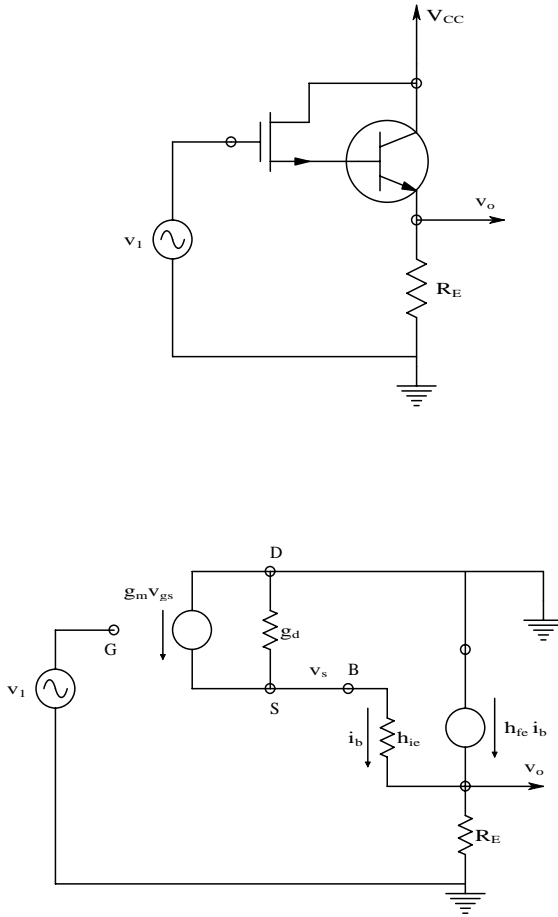 V_CC
v_o
v_1
R_E
D
g_m v_gs
G
g_d
v_s
B
v_1
S
i_b
h_ie
h_fe i_b
v_o
R_E